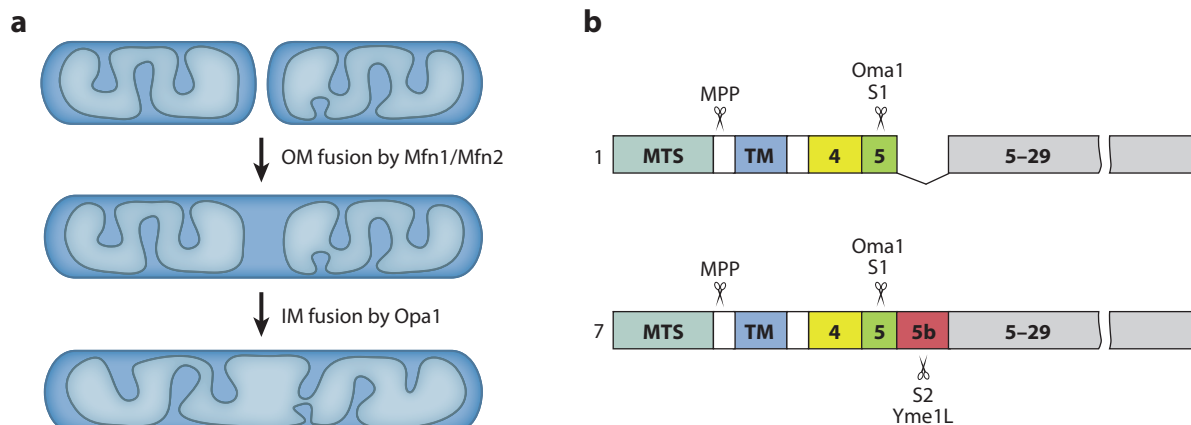 a
OM fusion by Mfn1/Mfn2
IM fusion by Opa1
b
Oma1
MPP S1
1 MTS TM 4 5 5–29
Oma1
MPP S1
7 MTS TM 4 5 5b 5–29
S2
Yme1L